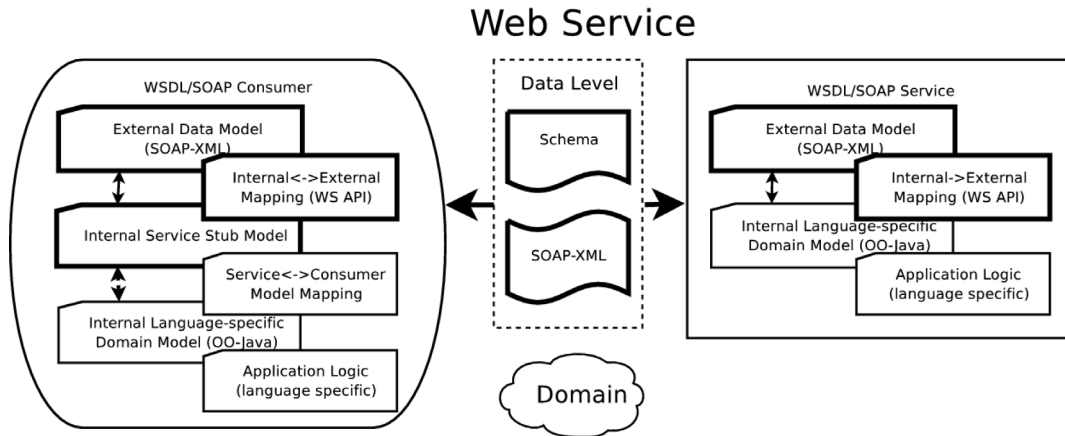 Web Service
WSDL/SOAP Consumer
External Data Model
(SOAP-XML)
Internal<->External
Mapping (WS API)
Internal Service Stub Model
Service<->Consumer
Model Mapping
Internal Language-specific
Domain Model (OO-Java)
Application Logic
(language specific)
Data Level
Schema
SOAP-XML
Domain
WSDL/SOAP Service
External Data Model
(SOAP-XML)
Internal->External
Mapping (WS API)
Internal Language-specific
Domain Model (OO-Java)
Application Logic
(language specific)